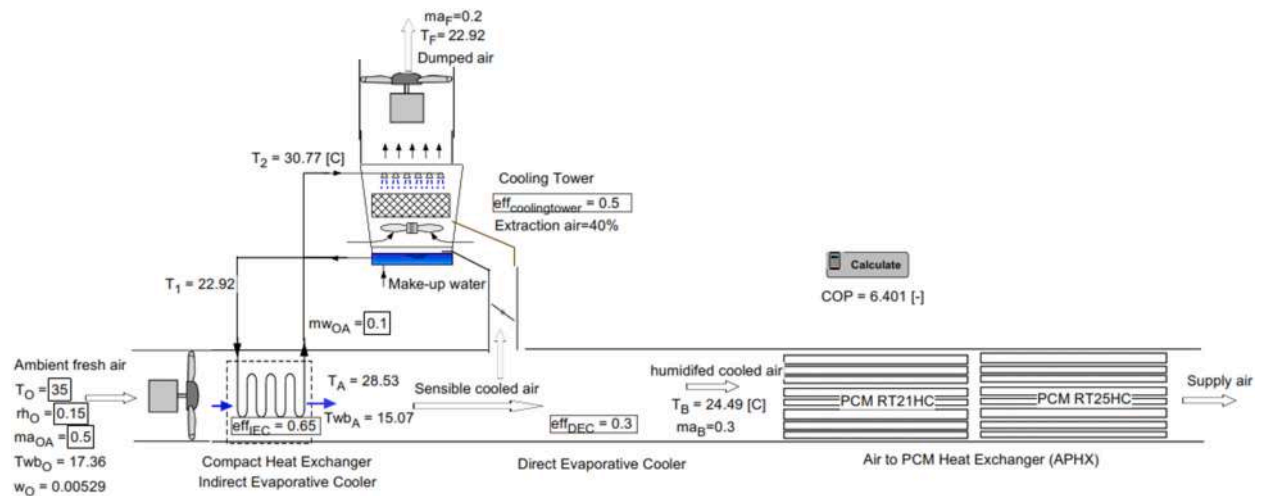 ma_F=0.2
T_F= 22.92
Dumped air
T_2 = 30.77 [C]
Cooling Tower
eff_coolingtower = 0.5
Extraction air=40%
T_1 = 22.92
Make-up water
Calculate
COP = 6.401 [-]
mw_OA = 0.1
Ambient fresh air
T_O = 35
rh_O = 0.15
ma_OA = 0.5
Twb_O = 17.36
w_O = 0.00529
T_A = 28.53
Twb_A = 15.07
eff_IEC = 0.65
Compact Heat Exchanger
Indirect Evaporative Cooler
Sensible cooled air
eff_DEC = 0.3
Direct Evaporative Cooler
humidifed cooled air
T_B = 24.49 [C]
ma_B=0.3
PCM RT21HC
PCM RT25HC
Supply air
Air to PCM Heat Exchanger (APHX)